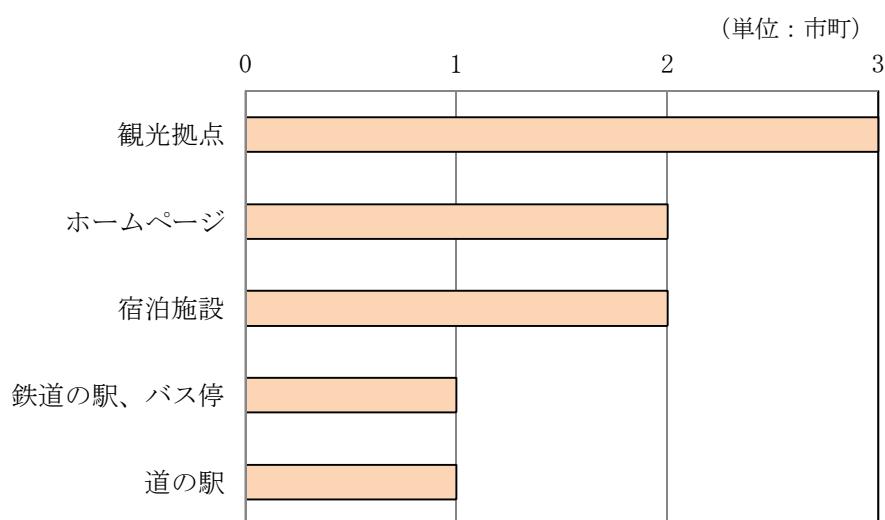 （単位：市町）
0 1 2 3
観光拠点
ホームページ
宿泊施設
鉄道の駅、バス停
道の駅